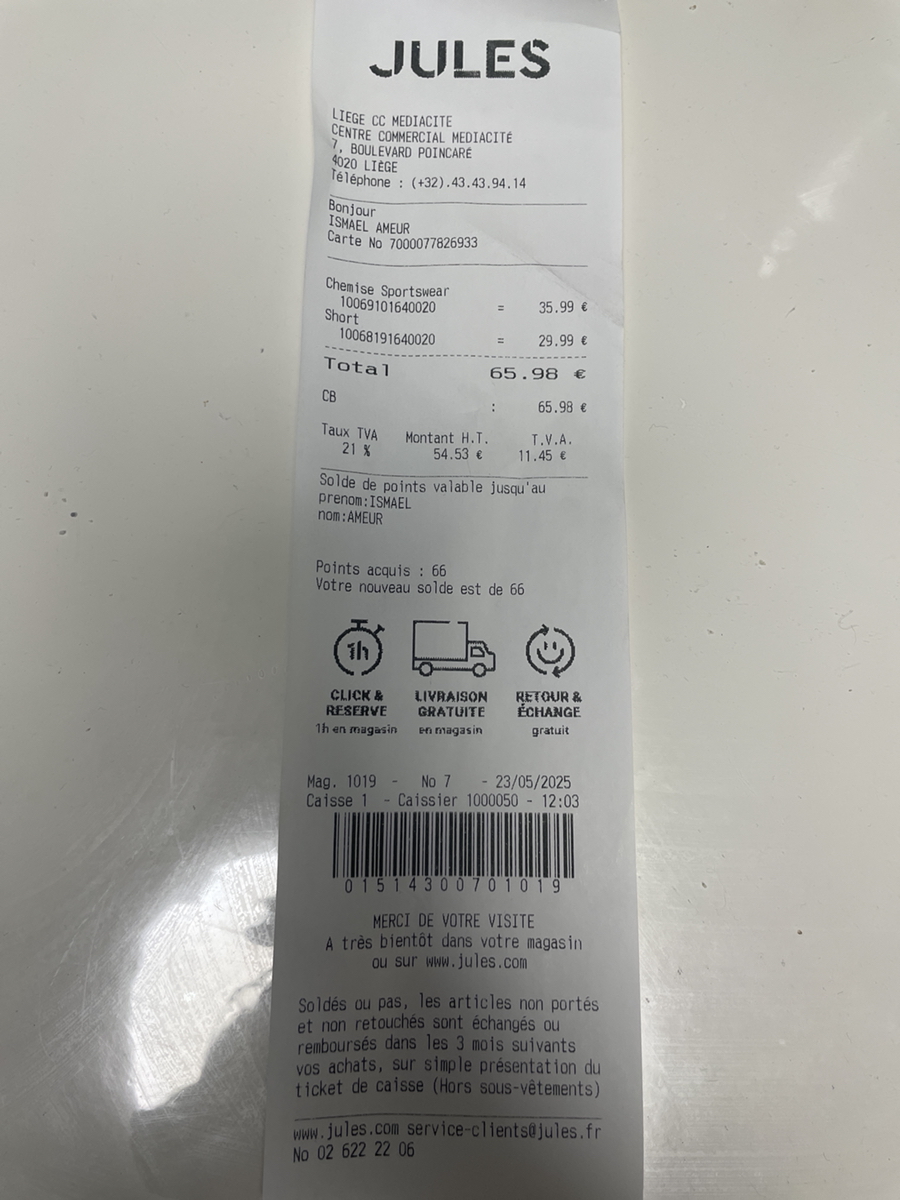 JULES
LIEGE CC MEDIACITE
CENTRE COMMERCIAL MEDIACITÉ
7, BOULEVARD POINCARÉ
4020 LIÈGE
Téléphone : (+32).43.43.94.14
Bonjour
ISMAEL AMEUR
Carte No 7000077826933
Chemise Sportswear
10069101640020 = 35.99 €
Short
10068191640020 = 29.99 €
Total 65.98 €
CB : 65.98 €
Taux TVA Montant H.T. T.V.A.
21 % 54.53 € 11.45 €
Solde de points valable jusqu'au
prenom:ISMAEL
nom:AMEUR
Points acquis : 66
Votre nouveau solde est de 66
1h
CLICK & LIVRAISON RETOUR &
RESERVE GRATUITE ÉCHANGE
1h en magasin en magasin gratuit
Mag. 1019 - No 7 - 23/05/2025
Caisse 1 - Caissier 1000050 - 12:03
01514300701019
MERCI DE VOTRE VISITE
A très bientôt dans votre magasin
ou sur www.jules.com
Soldés ou pas, les articles non portés
et non retouchés sont échangés ou
remboursés dans les 3 mois suivants
vos achats, sur simple présentation du
ticket de caisse (Hors sous-vêtements)
www.jules.com service-clients@jules.fr
No 02 622 22 06